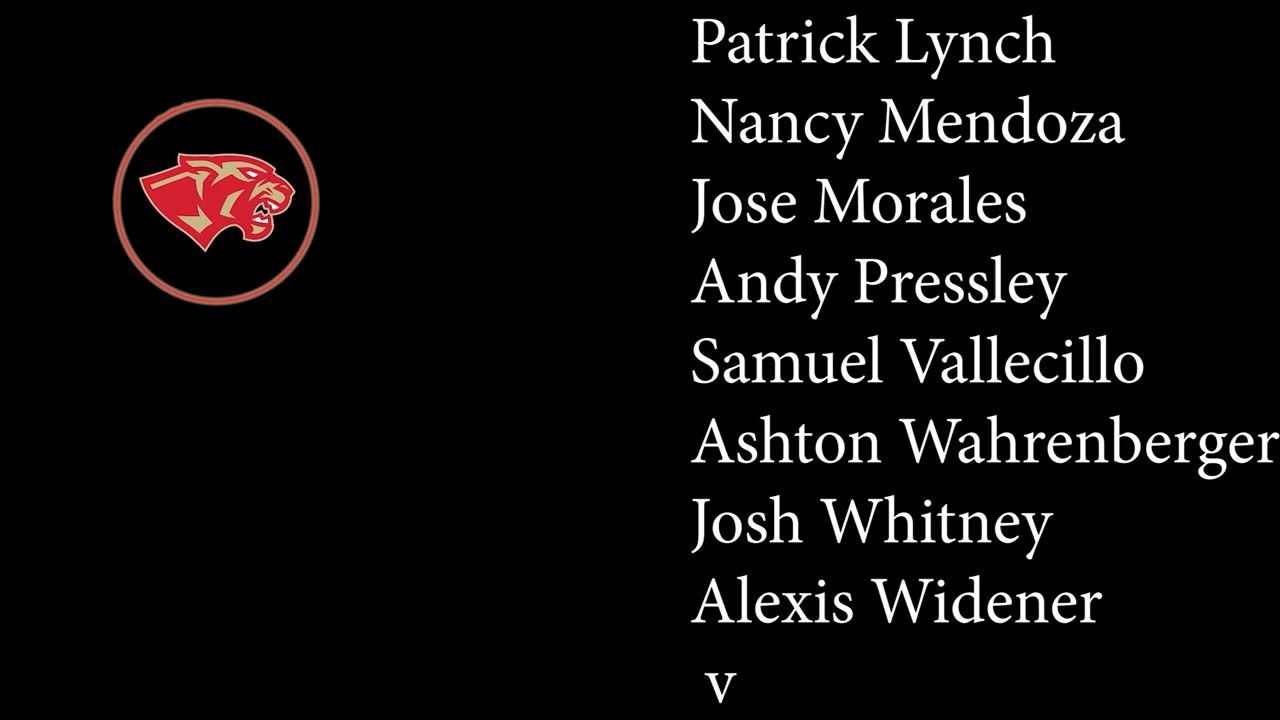 Patrick Lynch
Nancy Mendoza
Jose Morales
Andy Pressley
Samuel Vallecillo
Ashton Wahrenberger
Josh Whitney
Alexis Widener
v